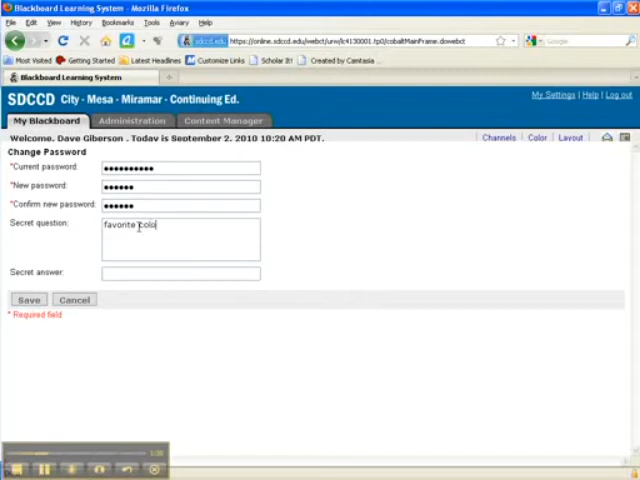 Blackboard Learning System - Mozilla Firefox
File Edit View History Bookmarks Tools Aviary Help
sdccd.edu https://online.sdccd.edu/webct/urw/lc4130001.tp0/cobaltMainFrame.dowebct
Most Visited Getting Started Latest Headlines Customize Links Scholar It! Created by Camtasia
Blackboard Learning System
SDCCD City - Mesa - Miramar - Continuing Ed.
My Settings | Help | Log out
My Blackboard Administration Content Manager
Welcome, Dave Giberson . Today is September 2, 2010 10:20 AM PDT.
Channels Color Layout
Change Password
*Current password:
*New password:
*Confirm new password:
Secret question: favorite colo
Secret answer:
Save Cancel
* Required field